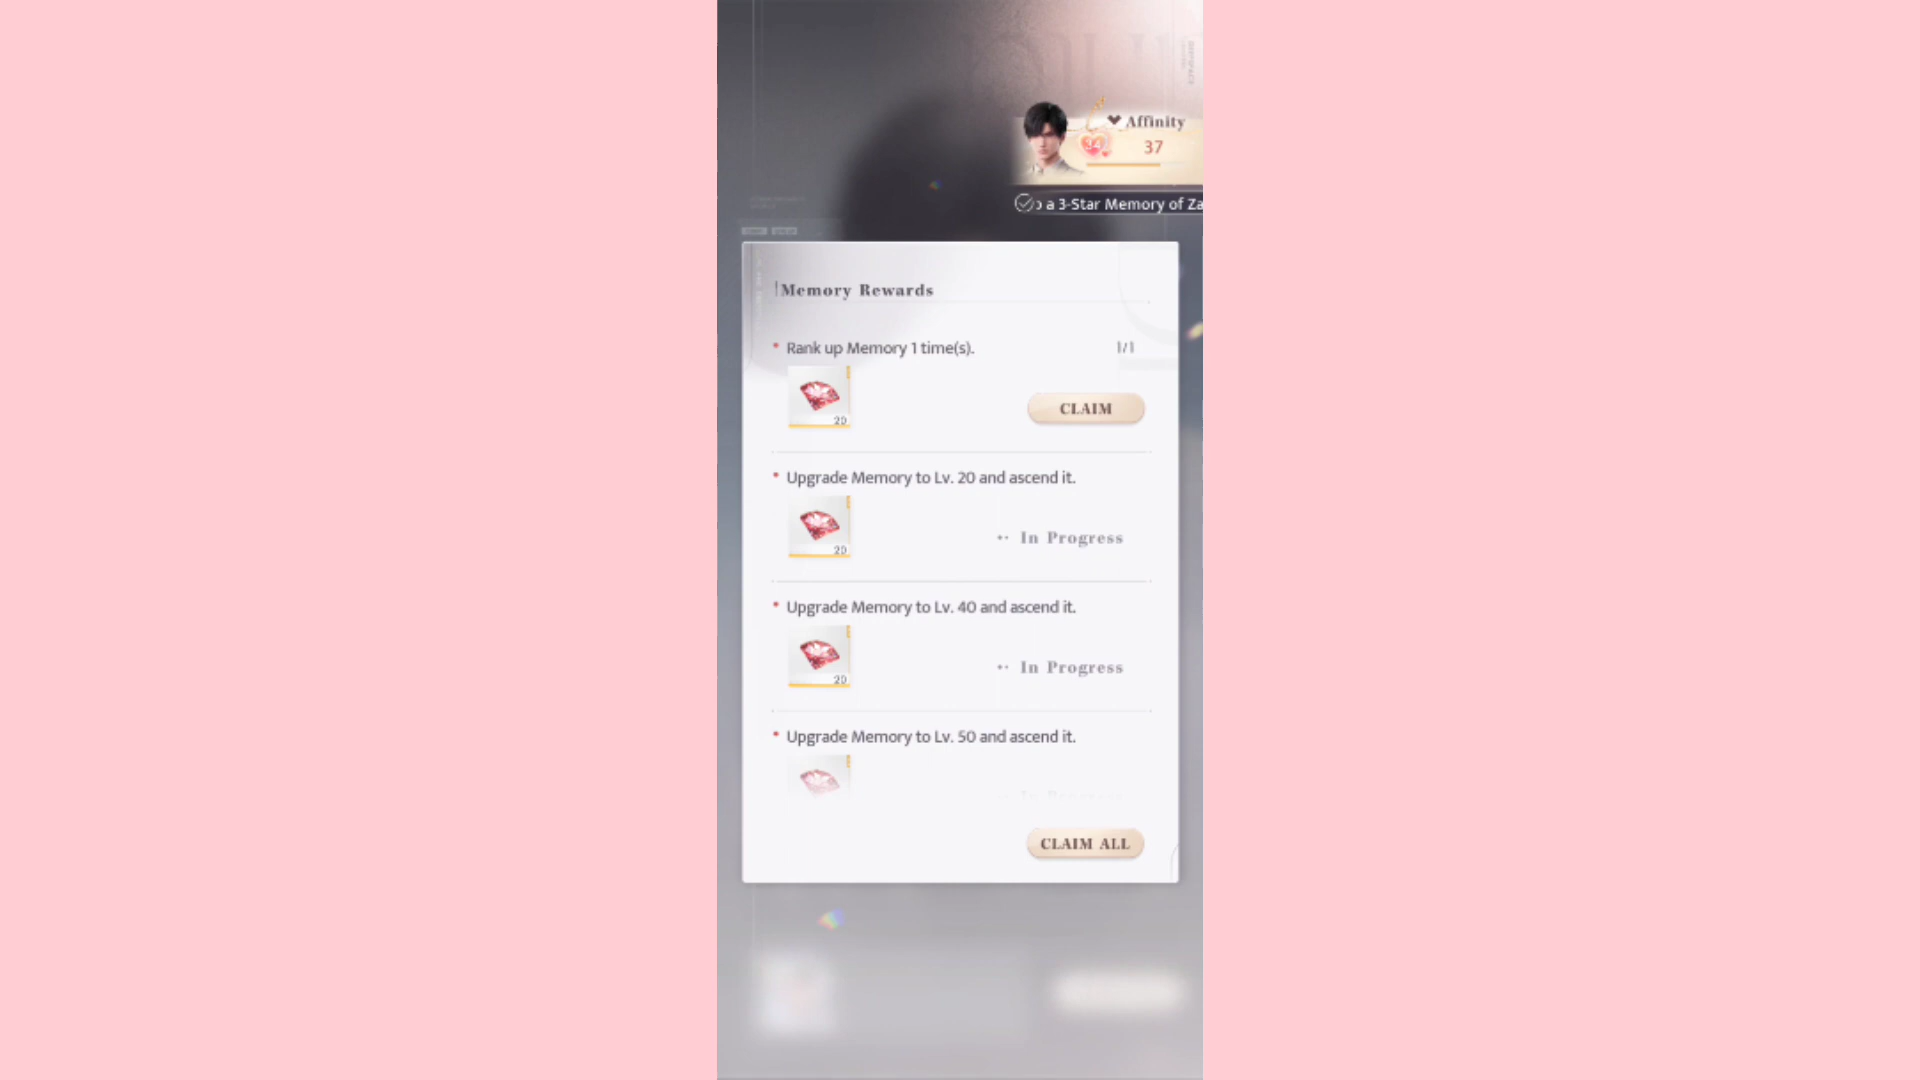 Affinity
34
37
a 3-Star Memory of Za
Memory Rewards
Rank up Memory 1 time(s).
1/1
20
CLAIM
Upgrade Memory to Lv. 20 and ascend it.
20
In Progress
Upgrade Memory to Lv. 40 and ascend it.
20
In Progress
Upgrade Memory to Lv. 50 and ascend it.
CLAIM ALL